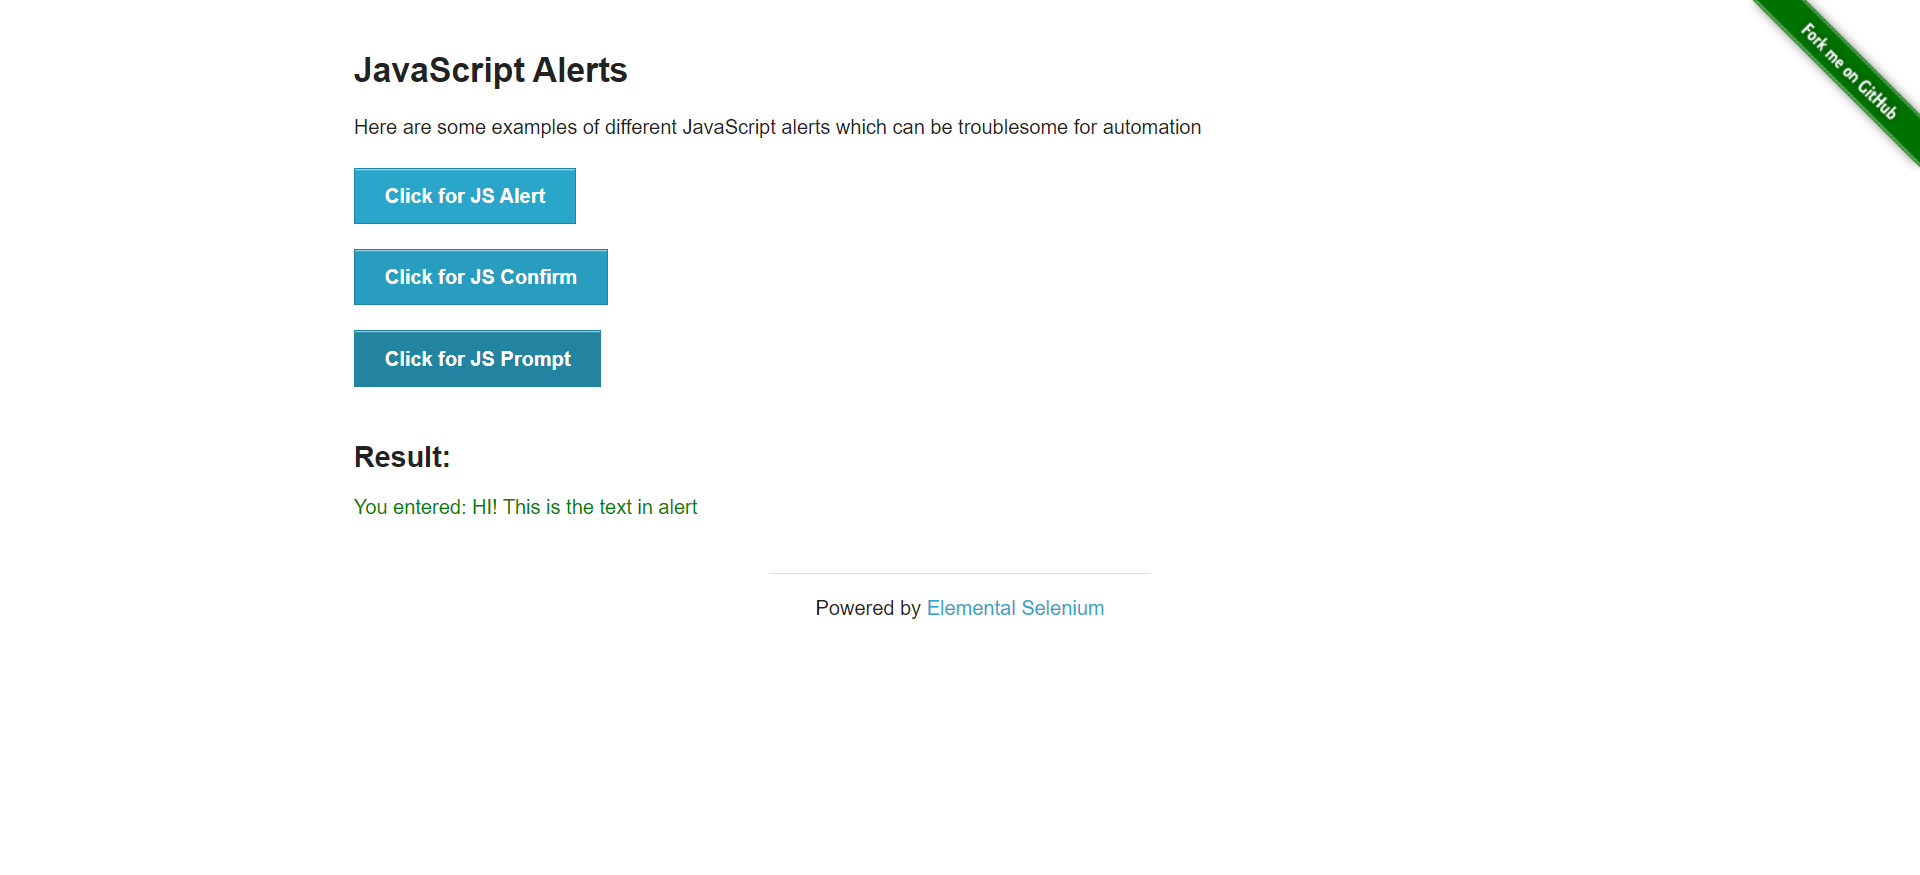 Fork me on GitHub
JavaScript Alerts
Here are some examples of different JavaScript alerts which can be troublesome for automation
Click for JS Alert
Click for JS Confirm
Click for JS Prompt
Result:
You entered: HI! This is the text in alert
Powered by Elemental Selenium